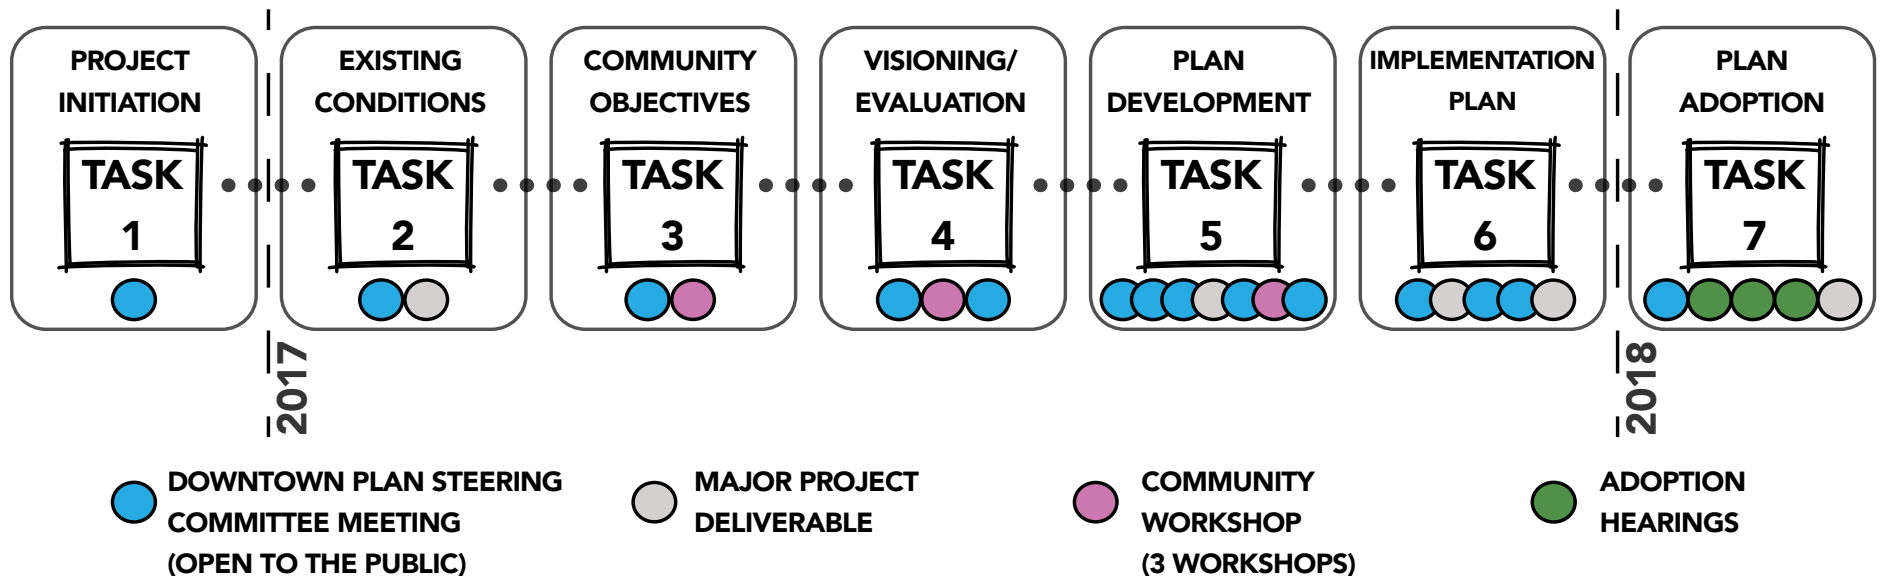 PROJECT
INITIATION
TASK
1
EXISTING
CONDITIONS
TASK
2
COMMUNITY
OBJECTIVES
TASK
3
VISIONING/
EVALUATION
TASK
4
PLAN
DEVELOPMENT
TASK
5
IMPLEMENTATION
PLAN
TASK
6
PLAN
ADOPTION
TASK
7
2017
2018
DOWNTOWN PLAN STEERING
COMMITTEE MEETING
(OPEN TO THE PUBLIC)
MAJOR PROJECT
DELIVERABLE
COMMUNITY
WORKSHOP
(3 WORKSHOPS)
ADOPTION
HEARINGS